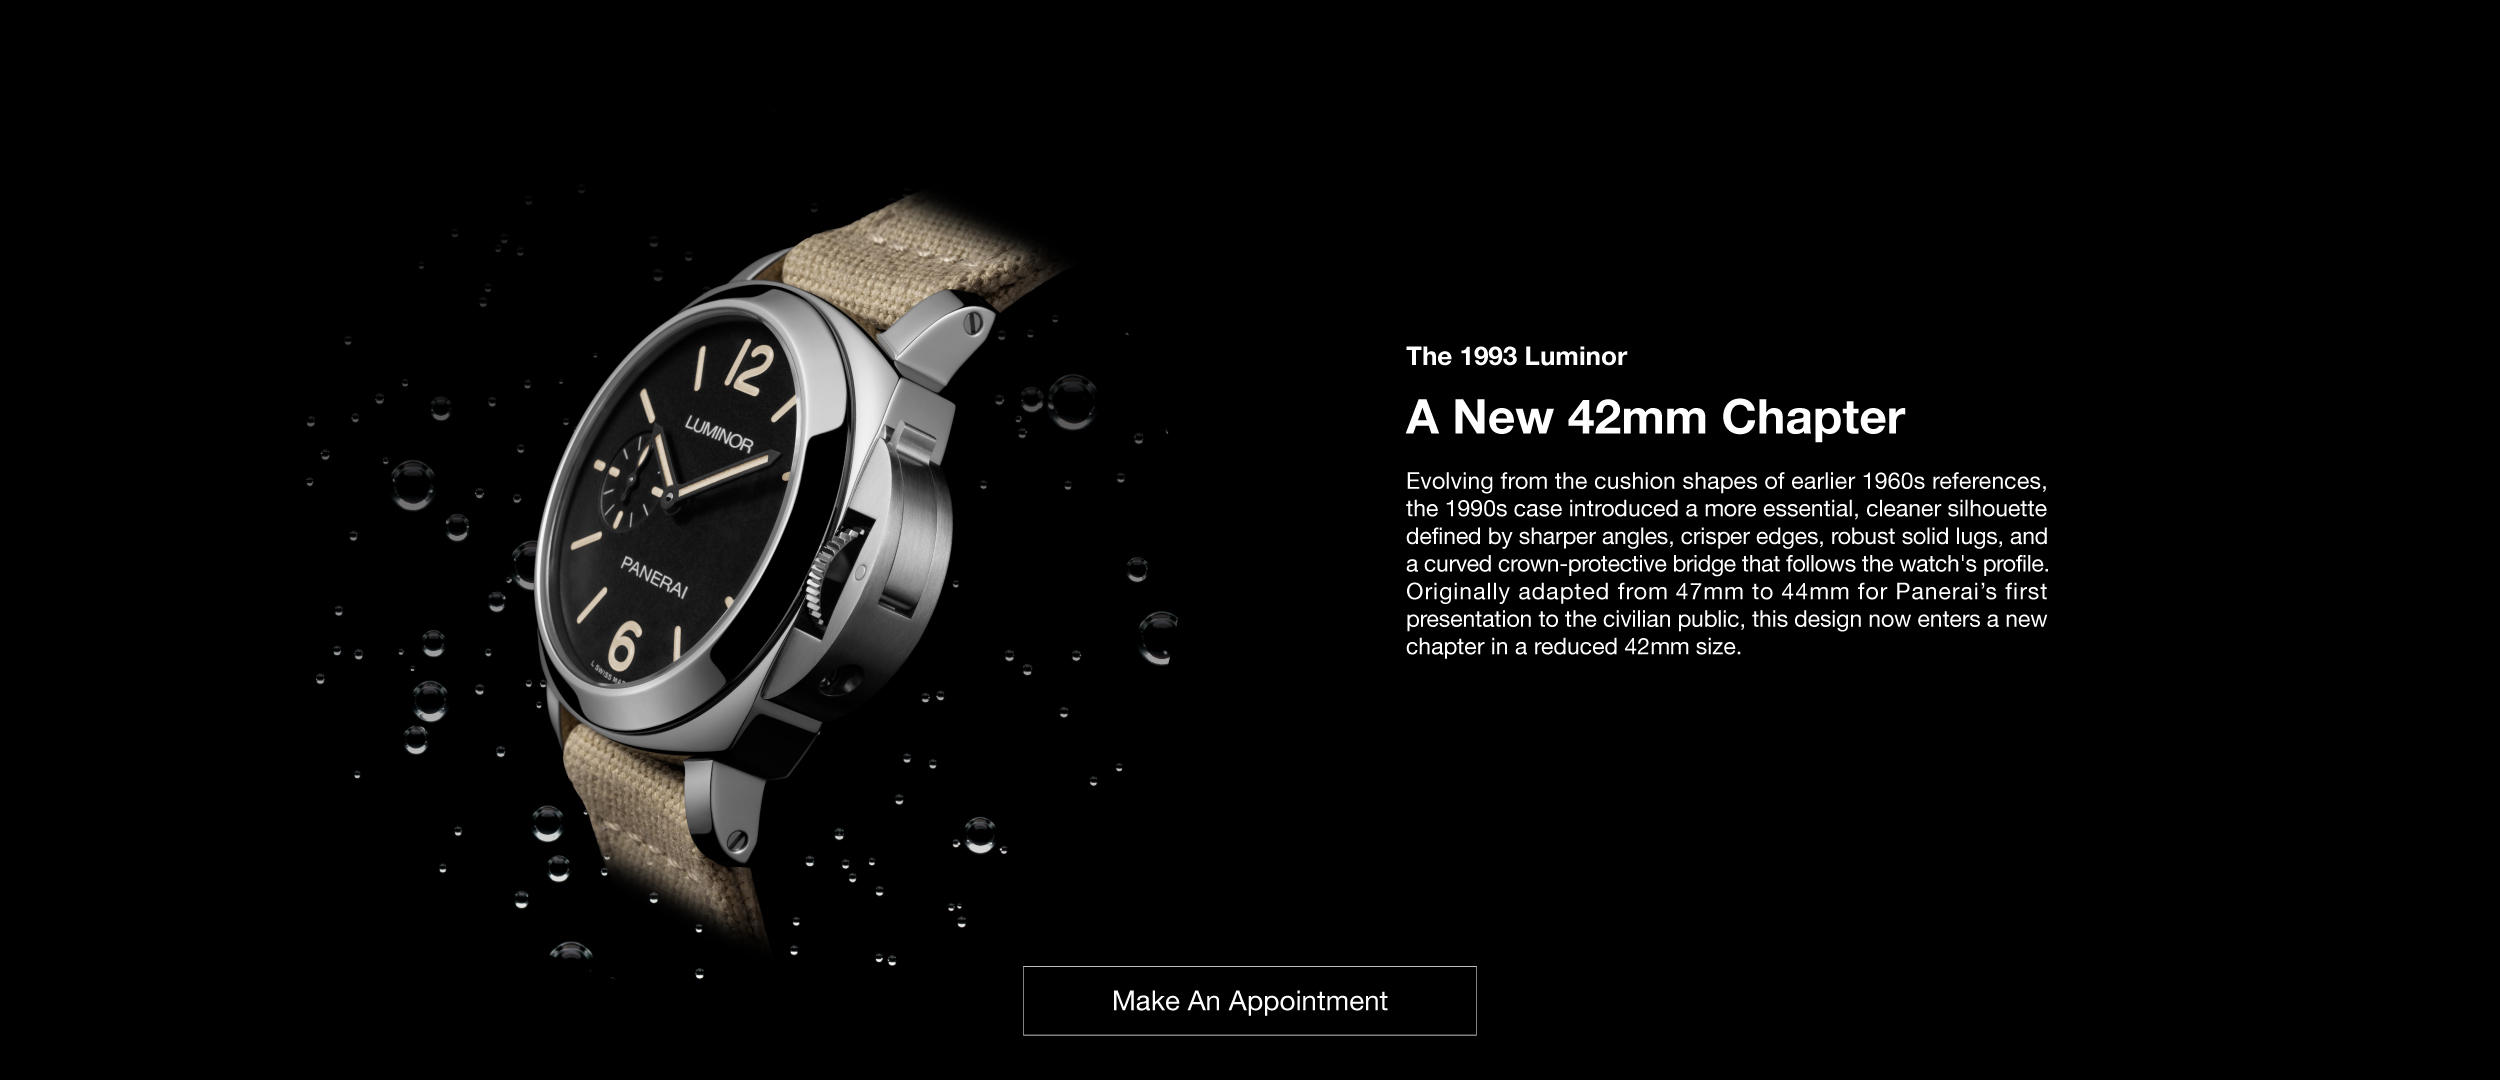 12
LUMINOR
PANERAI
6
The 1993 Luminor
A New 42mm Chapter
Evolving from the cushion shapes of earlier 1960s references,
the 1990s case introduced a more essential, cleaner silhouette
defined by sharper angles, crisper edges, robust solid lugs, and
a curved crown-protective bridge that follows the watch's profile.
Originally adapted from 47mm to 44mm for Panerai’s first
presentation to the civilian public, this design now enters a new
chapter in a reduced 42mm size.
Make An Appointment